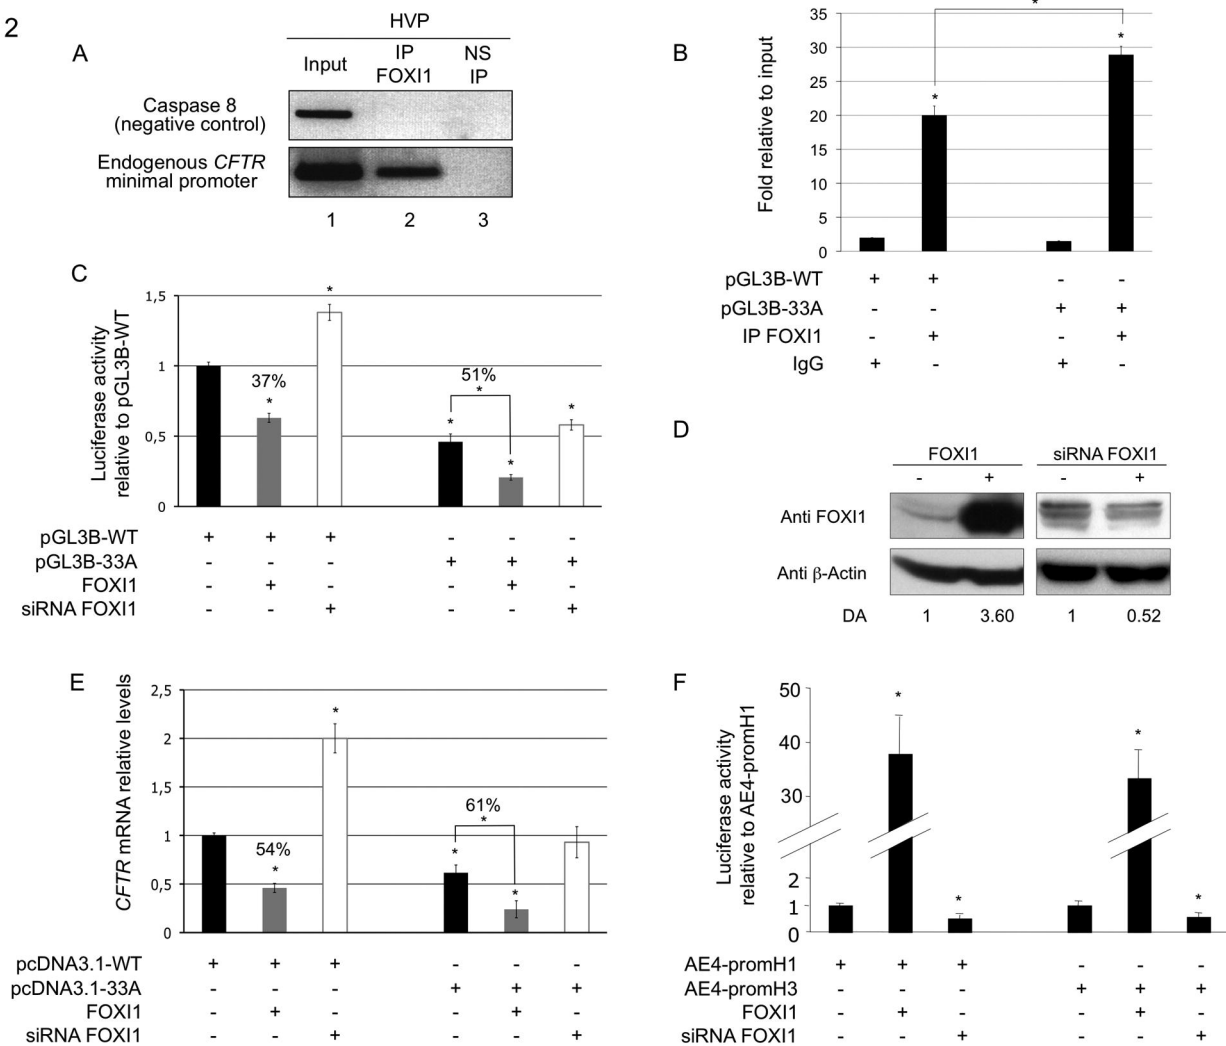 2
A
HVP
Input
IP
FOXI1
NS
IP
Caspase 8
(negative control)
Endogenous CFTR
minimal promoter
1 2 3
B
Fold relative to input
35
30
25
20
15
10
5
0
*
*
*
pGL3B-WT + + - -
pGL3B-33A - - + +
IP FOXI1 - + - +
IgG + - + -
C
Luciferase activity
relative to pGL3B-WT
1,5
1
0,5
0
37%
*
*
51%
*
*
*
*
pGL3B-WT + + + - - -
pGL3B-33A - - - + + +
FOXI1 - + - - + -
siRNA FOXI1 - - + - - +
D
FOXI1 siRNA FOXI1
- + - +
Anti FOXI1
Anti β-Actin
DA 1 3.60 1 0.52
E
CFTR mRNA relative levels
2,5
2
1,5
1
0,5
0
54%
*
*
61%
*
*
*
pcDNA3.1-WT + + + - - -
pcDNA3.1-33A - - - + + +
FOXI1 - + - - + -
siRNA FOXI1 - - + - - +
F
Luciferase activity
relative to AE4-promH1
50
40
30
2
1
0
*
*
*
*
AE4-promH1 + + + - - -
AE4-promH3 - - - + + +
FOXI1 - + - - + -
siRNA FOXI1 - - + - - +